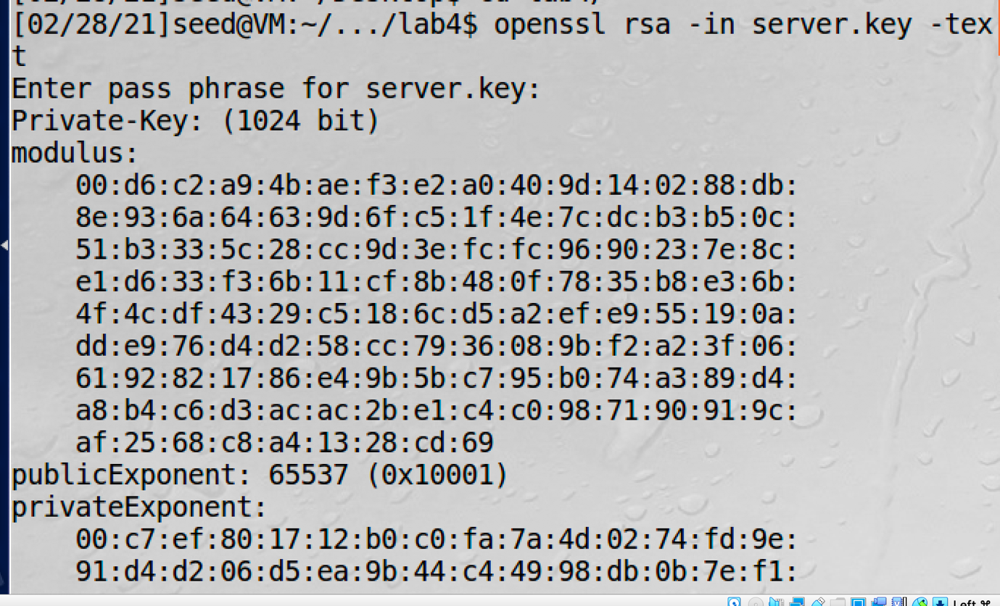 [02/28/21]seed@VM:~/.../lab4$ openssl rsa -in server.key -tex
t
Enter pass phrase for server.key:
Private-Key: (1024 bit)
modulus:
    00:d6:c2:a9:4b:ae:f3:e2:a0:40:9d:14:02:88:db:
    8e:93:6a:64:63:9d:6f:c5:1f:4e:7c:dc:b3:b5:0c:
    51:b3:33:5c:28:cc:9d:3e:fc:fc:96:90:23:7e:8c:
    e1:d6:33:f3:6b:11:cf:8b:48:0f:78:35:b8:e3:6b:
    4f:4c:df:43:29:c5:18:6c:d5:a2:ef:e9:55:19:0a:
    dd:e9:76:d4:d2:58:cc:79:36:08:9b:f2:a2:3f:06:
    61:92:82:17:86:e4:9b:5b:c7:95:b0:74:a3:89:d4:
    a8:b4:c6:d3:ac:ac:2b:e1:c4:c0:98:71:90:91:9c:
    af:25:68:c8:a4:13:28:cd:69
publicExponent: 65537 (0x10001)
privateExponent:
    00:c7:ef:80:17:12:b0:c0:fa:7a:4d:02:74:fd:9e:
    91:d4:d2:06:d5:ea:9b:44:c4:49:98:db:0b:7e:f1:
Left ⌘